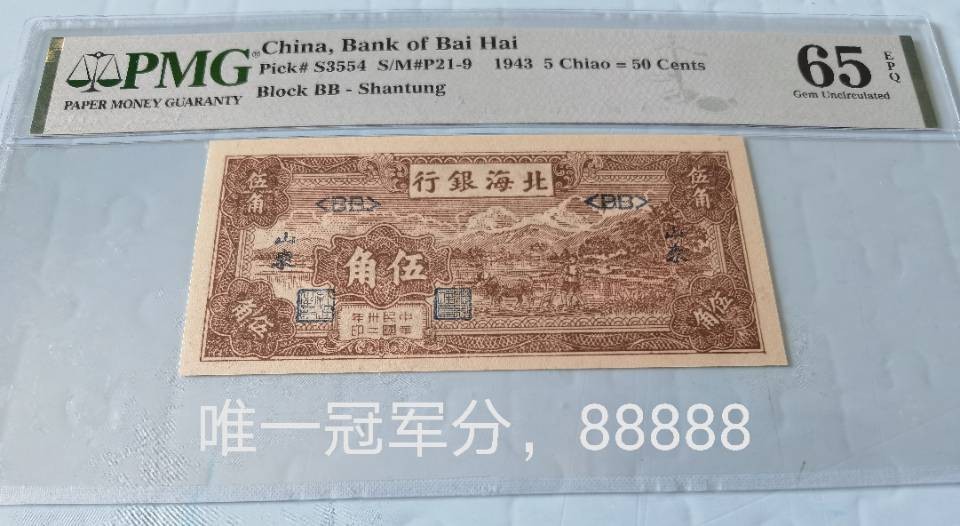 PMG
PAPER MONEY GUARANTY
China, Bank of Bai Hai
Pick# S3554 S/M#P21-9 1943 5 Chiao = 50 Cents
Block BB - Shantung
65 EPQ
Gem Uncirculated
伍角
行銀海北
伍角
<BB>
<BB>
山東
角伍
山东
角伍
年卅民中
印二國華
伍角
唯一冠军分，88888